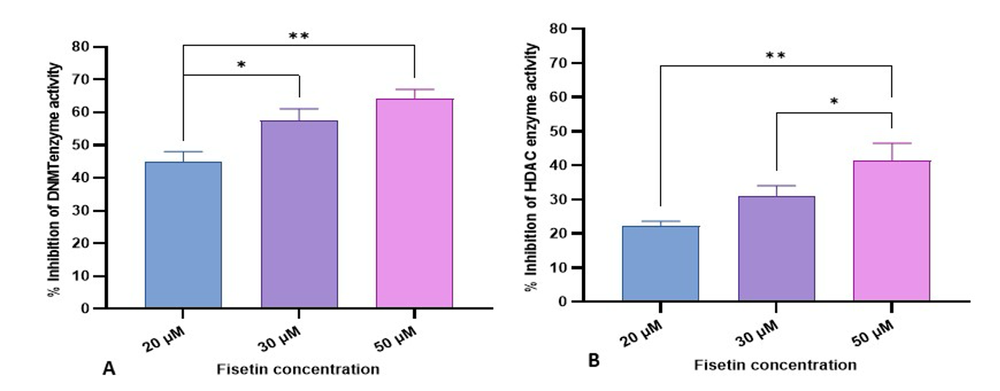 **
*
80
70
60
50
40
30
20
10
0
% Inhibition of DNMTenzyme activity
20 µM
30 µM
50 µM
A
Fisetin concentration
**
*
80
70
60
50
40
30
20
10
0
% Inhibition of HDAC enzyme activity
20 µM
30 µM
50 µM
B
Fisetin concentration